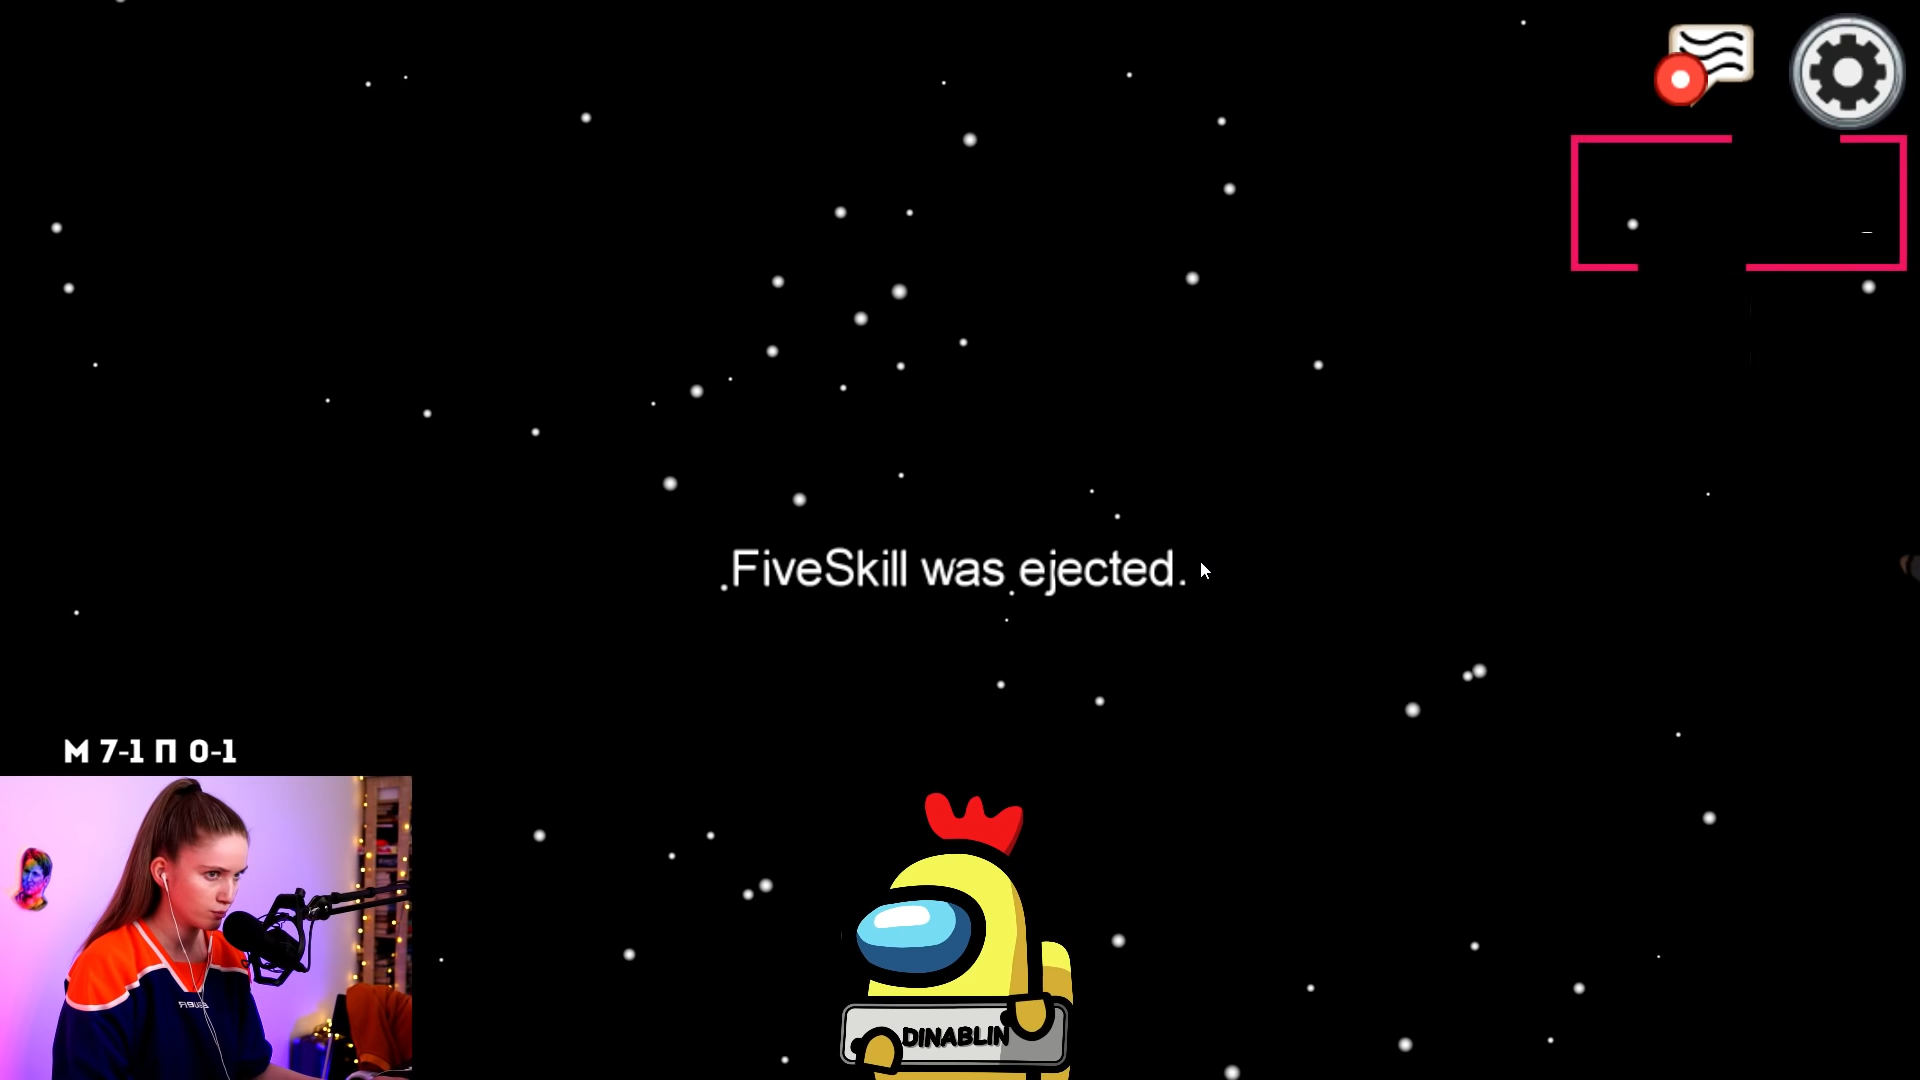 FiveSkill was ejected.
М 7-1 П 0-1
DINABLIN